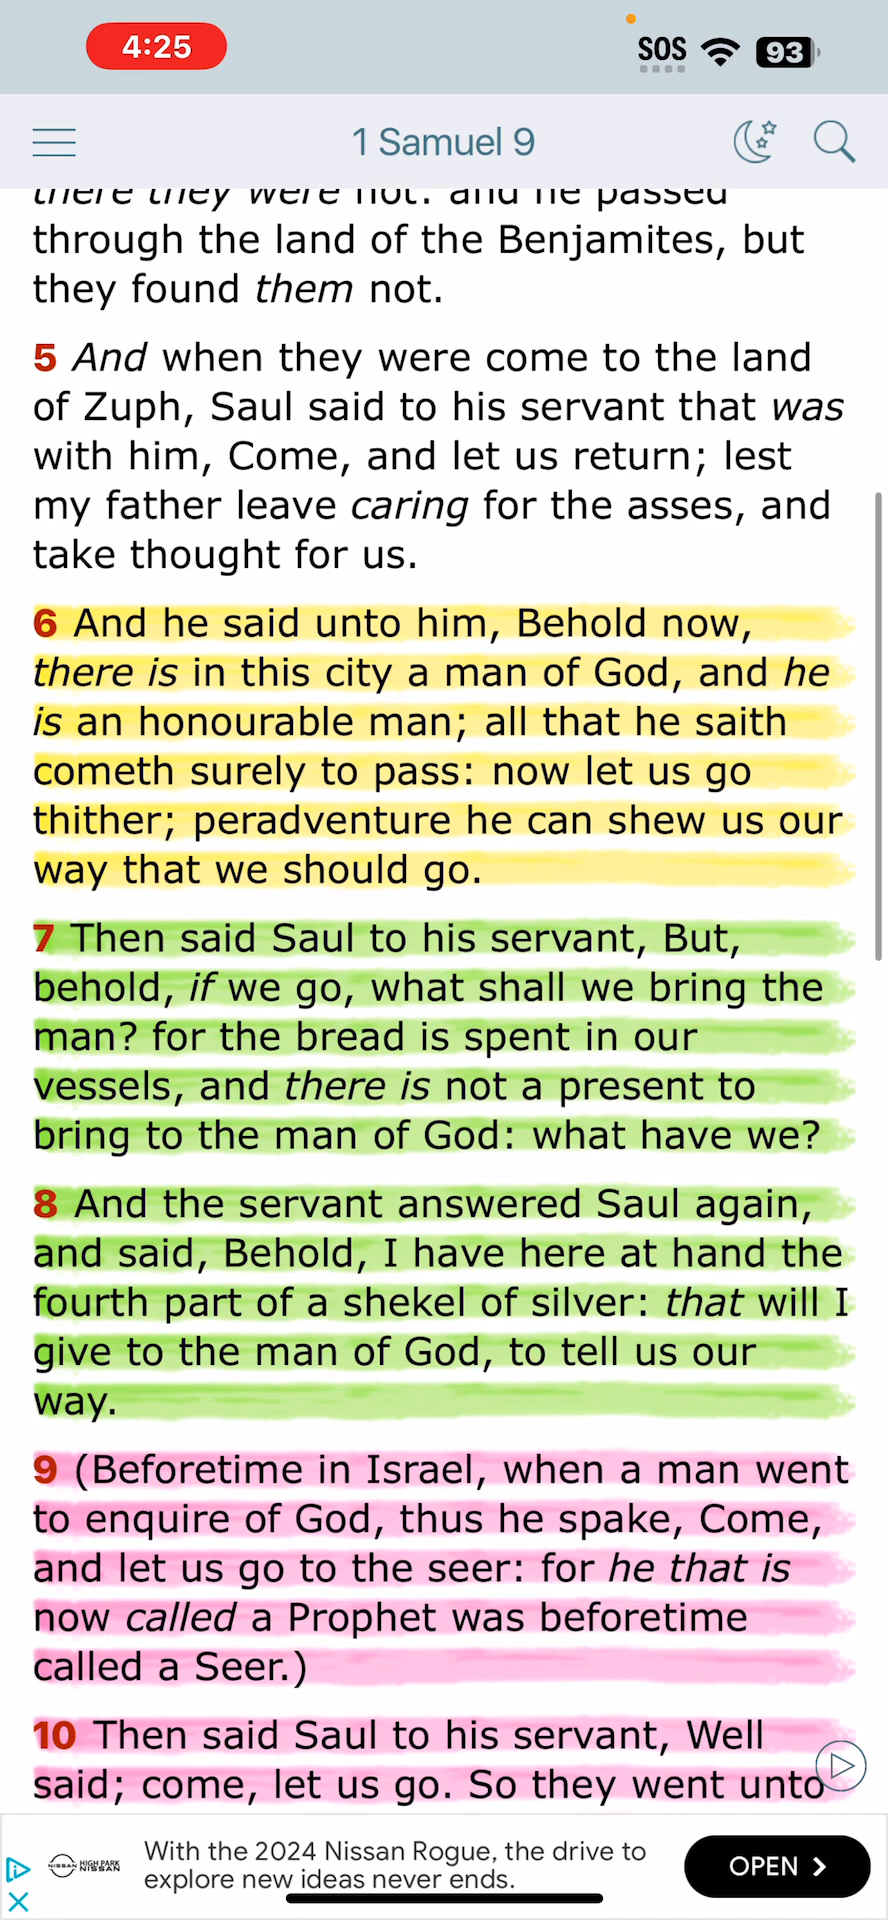 4:25
SOS
93
1 Samuel 9
there they were not: and he passed
through the land of the Benjamites, but
they found them not.
5 And when they were come to the land
of Zuph, Saul said to his servant that was
with him, Come, and let us return; lest
my father leave caring for the asses, and
take thought for us.
6 And he said unto him, Behold now,
there is in this city a man of God, and he
is an honourable man; all that he saith
cometh surely to pass: now let us go
thither; peradventure he can shew us our
way that we should go.
7 Then said Saul to his servant, But,
behold, if we go, what shall we bring the
man? for the bread is spent in our
vessels, and there is not a present to
bring to the man of God: what have we?
8 And the servant answered Saul again,
and said, Behold, I have here at hand the
fourth part of a shekel of silver: that will I
give to the man of God, to tell us our
way.
9 (Beforetime in Israel, when a man went
to enquire of God, thus he spake, Come,
and let us go to the seer: for he that is
now called a Prophet was beforetime
called a Seer.)
10 Then said Saul to his servant, Well
said; come, let us go. So they went unto
NISSAN
HIGH PARK
NISSAN
With the 2024 Nissan Rogue, the drive to
explore new ideas never ends.
OPEN